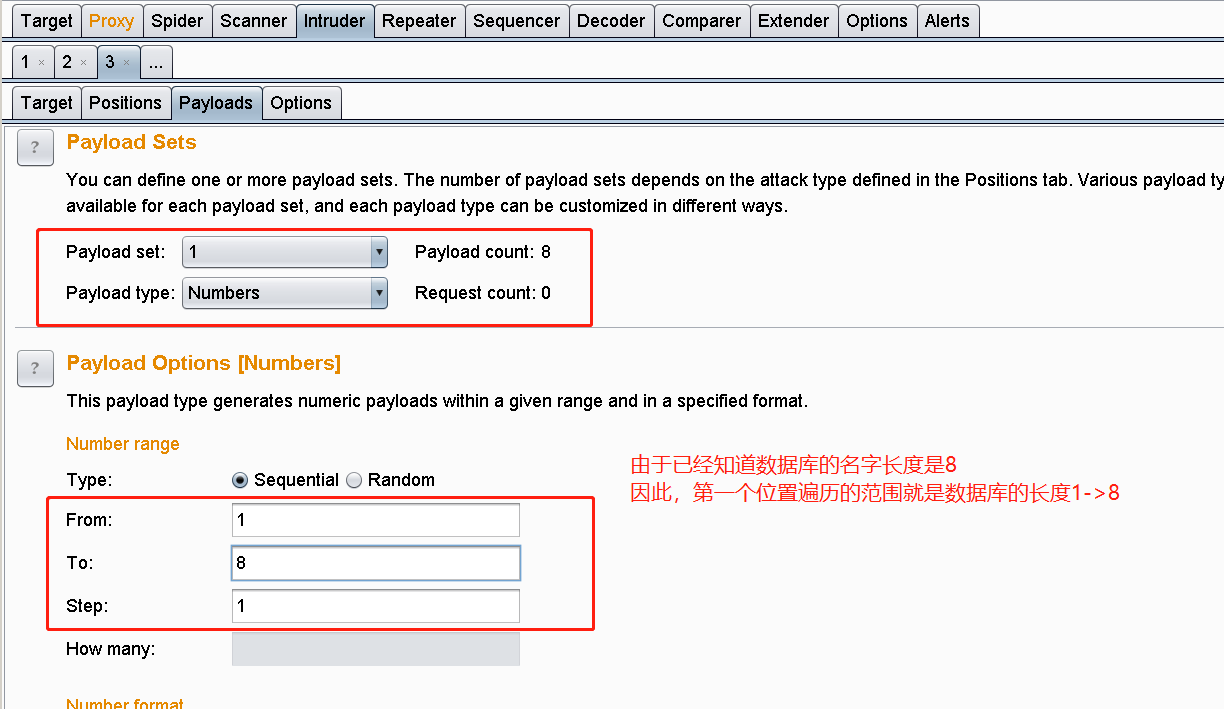 Target Proxy Spider Scanner Intruder Repeater Sequencer Decoder Comparer Extender Options Alerts
1 × 2 × 3 × ...
Target Positions Payloads Options
? Payload Sets
You can define one or more payload sets. The number of payload sets depends on the attack type defined in the Positions tab. Various payload ty
available for each payload set, and each payload type can be customized in different ways.
Payload set: 1 Payload count: 8
Payload type: Numbers Request count: 0
? Payload Options [Numbers]
This payload type generates numeric payloads within a given range and in a specified format.
Number range
Type: Sequential Random
由于已经知道数据库的名字长度是8
因此，第一个位置遍历的范围就是数据库的长度1->8
From: 1
To: 8
Step: 1
How many:
Number format